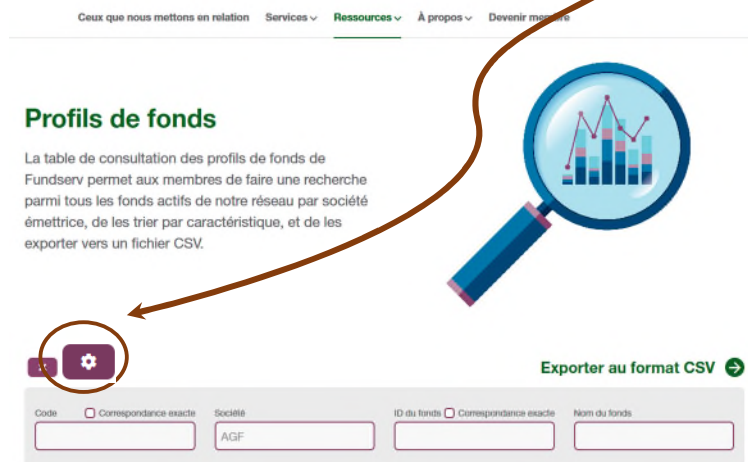 Ceux que nous mettons en relation Services Ressources À propos Devenir membre
Profils de fonds
La table de consultation des profils de fonds de
Fundserv permet aux membres de faire une recherche
parmi tous les fonds actifs de notre réseau par société
émettrice, de les trier par caractéristique, et de les
exporter vers un fichier CSV.
Exporter au format CSV
Code Correspondance exacte Société ID du fonds Correspondance exacte Nom du fonds
AGF